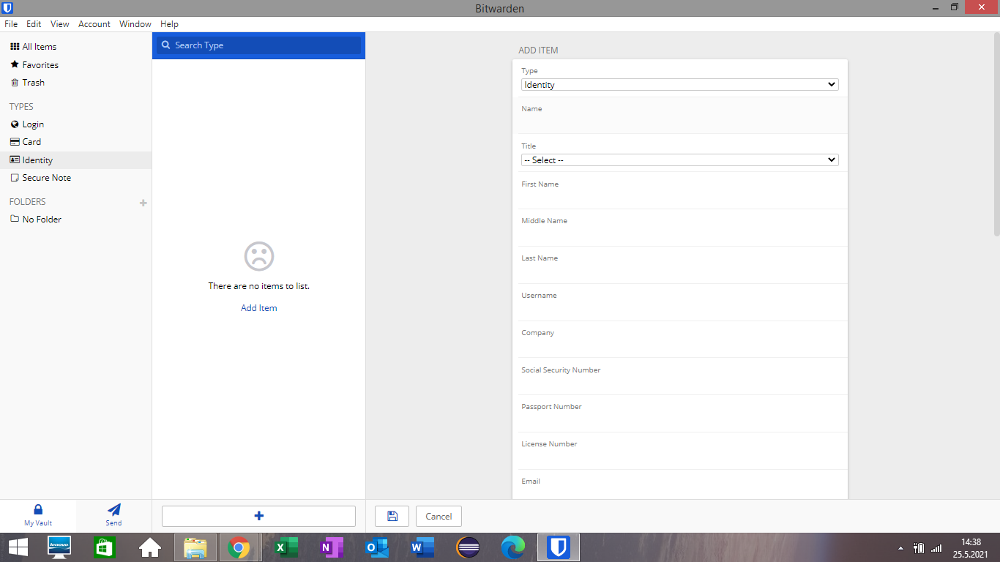 Bitwarden
File Edit View Account Window Help
All Items
Favorites
Trash
TYPES
Login
Card
Identity
Secure Note
FOLDERS
No Folder
My Vault
Send
Search Type
There are no items to list.
Add Item
ADD ITEM
Type
Identity
Name
Title
-- Select --
First Name
Middle Name
Last Name
Username
Company
Social Security Number
Passport Number
License Number
Email
Cancel
lenovo
X
N
O
W
14:38
25.5.2021